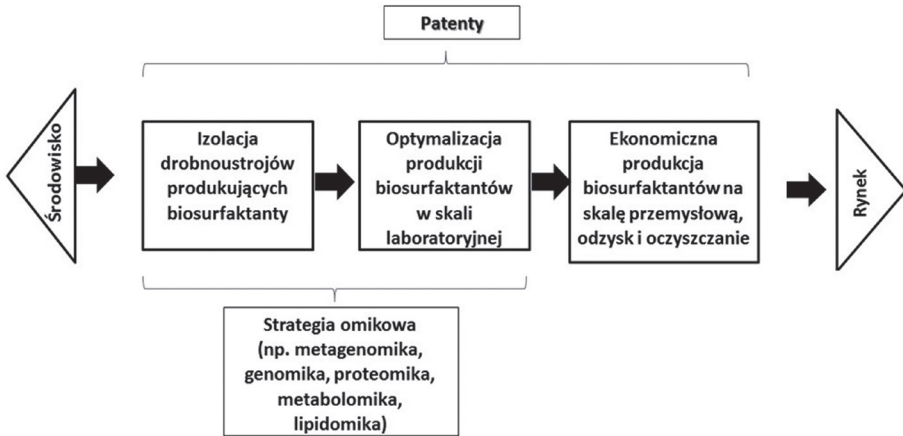 Patenty
Środowisko
Izolacja
drobnoustrojów
produkujących
biosurfaktanty
Optymalizacja
produkcji
biosurfaktantów
w skali
laboratoryjnej
Ekonomiczna
produkcja
biosurfaktantów na
skalę przemysłową,
odzysk i oczyszczanie
Rynek
Strategia omikowa
(np. metagenomika,
genomika, proteomika,
metabolomika,
lipidomika)